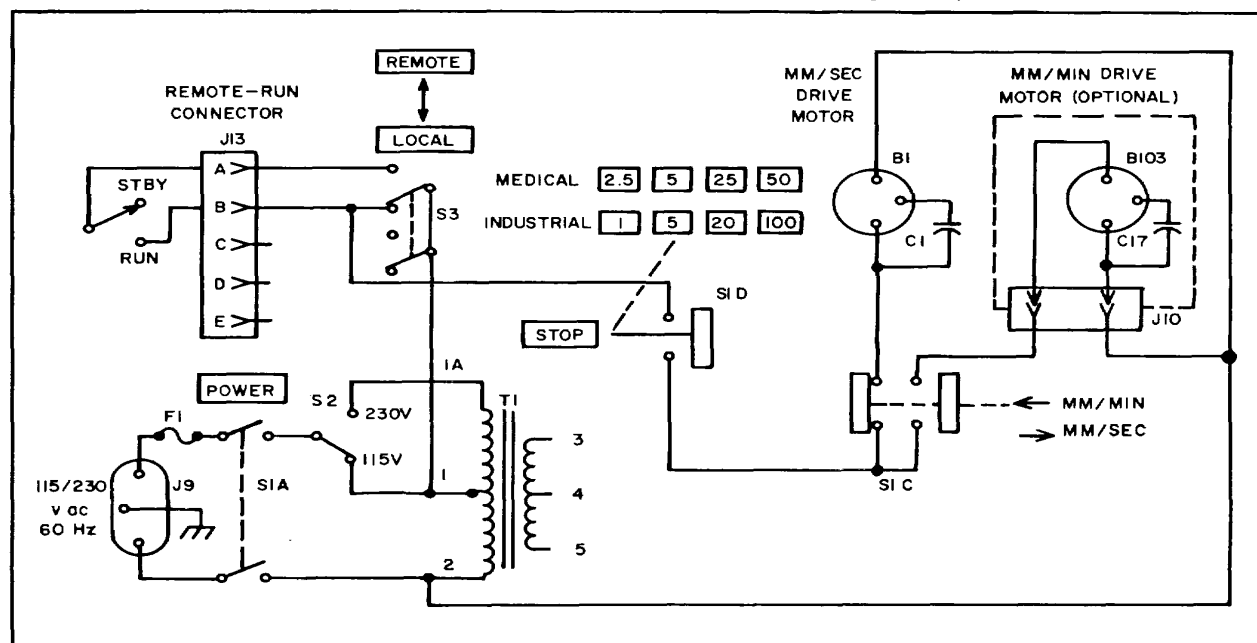 REMOTE
LOCAL
REMOTE-RUN
CONNECTOR
J13
A
B
C
D
E
STBY
RUN
S3
MEDICAL 2.5 5 25 50
INDUSTRIAL 1 5 20 100
MM/SEC
DRIVE
MOTOR
B1
C1
MM/MIN DRIVE
MOTOR (OPTIONAL)
B103
C17
J10
STOP
S1D
POWER
F1
S1A
S2
230V
115V
1A
1
2
T1
3
4
5
115/230
v ac
60 Hz
J9
S1C
MM/MIN
MM/SEC